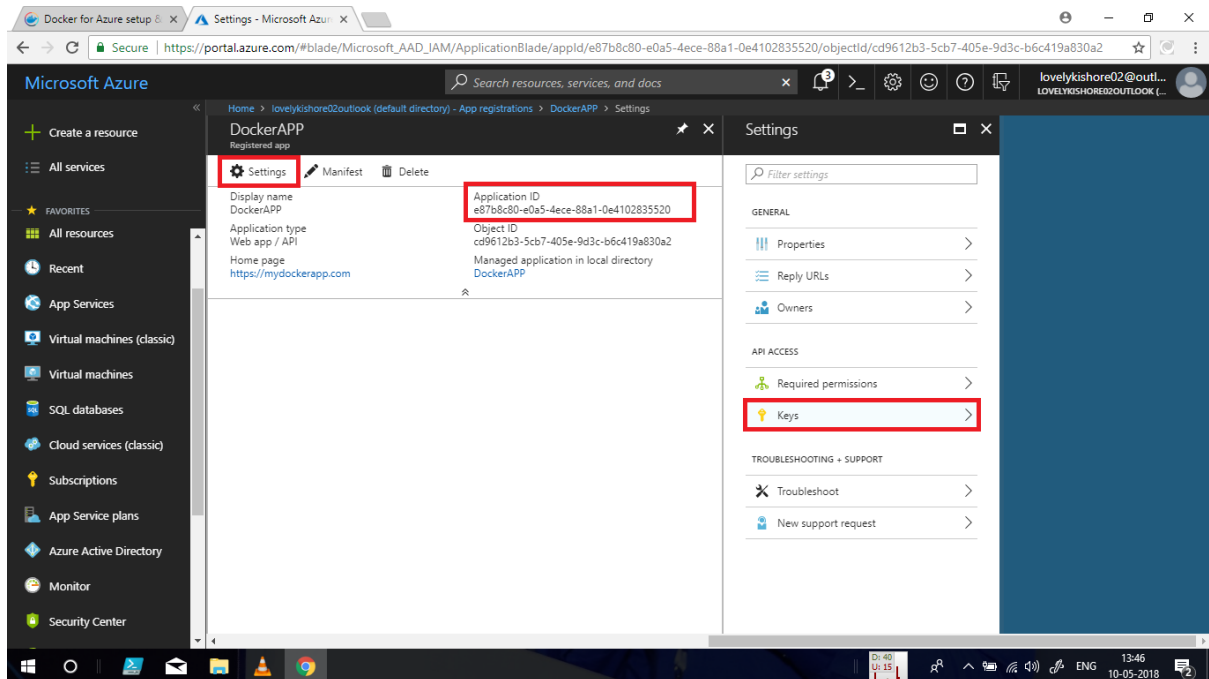 Docker for Azure setup &
Settings - Microsoft Azur
Secure | https://portal.azure.com/#blade/Microsoft_AAD_IAM/ApplicationBlade/appId/e87b8c80-e0a5-4ece-88a1-0e4102835520/objectId/cd9612b3-5cb7-405e-9d3c-b6c419a830a2
Microsoft Azure
Search resources, services, and docs
3
lovelykishore02@outl...
LOVELYKISHORE02OUTLOOK (...
Home > lovelykishore02outlook (default directory) - App registrations > DockerAPP > Settings
Create a resource
All services
FAVORITES
All resources
Recent
App Services
Virtual machines (classic)
Virtual machines
SQL databases
Cloud services (classic)
Subscriptions
App Service plans
Azure Active Directory
Monitor
Security Center
DockerAPP
Registered app
Settings
Manifest
Delete
Display name
DockerAPP
Application type
Web app / API
Home page
https://mydockerapp.com
Application ID
e87b8c80-e0a5-4ece-88a1-0e4102835520
Object ID
cd9612b3-5cb7-405e-9d3c-b6c419a830a2
Managed application in local directory
DockerAPP
Settings
Filter settings
GENERAL
Properties
Reply URLs
Owners
API ACCESS
Required permissions
Keys
TROUBLESHOOTING + SUPPORT
Troubleshoot
New support request
D: 40
U: 15
ENG
13:46
10-05-2018
2